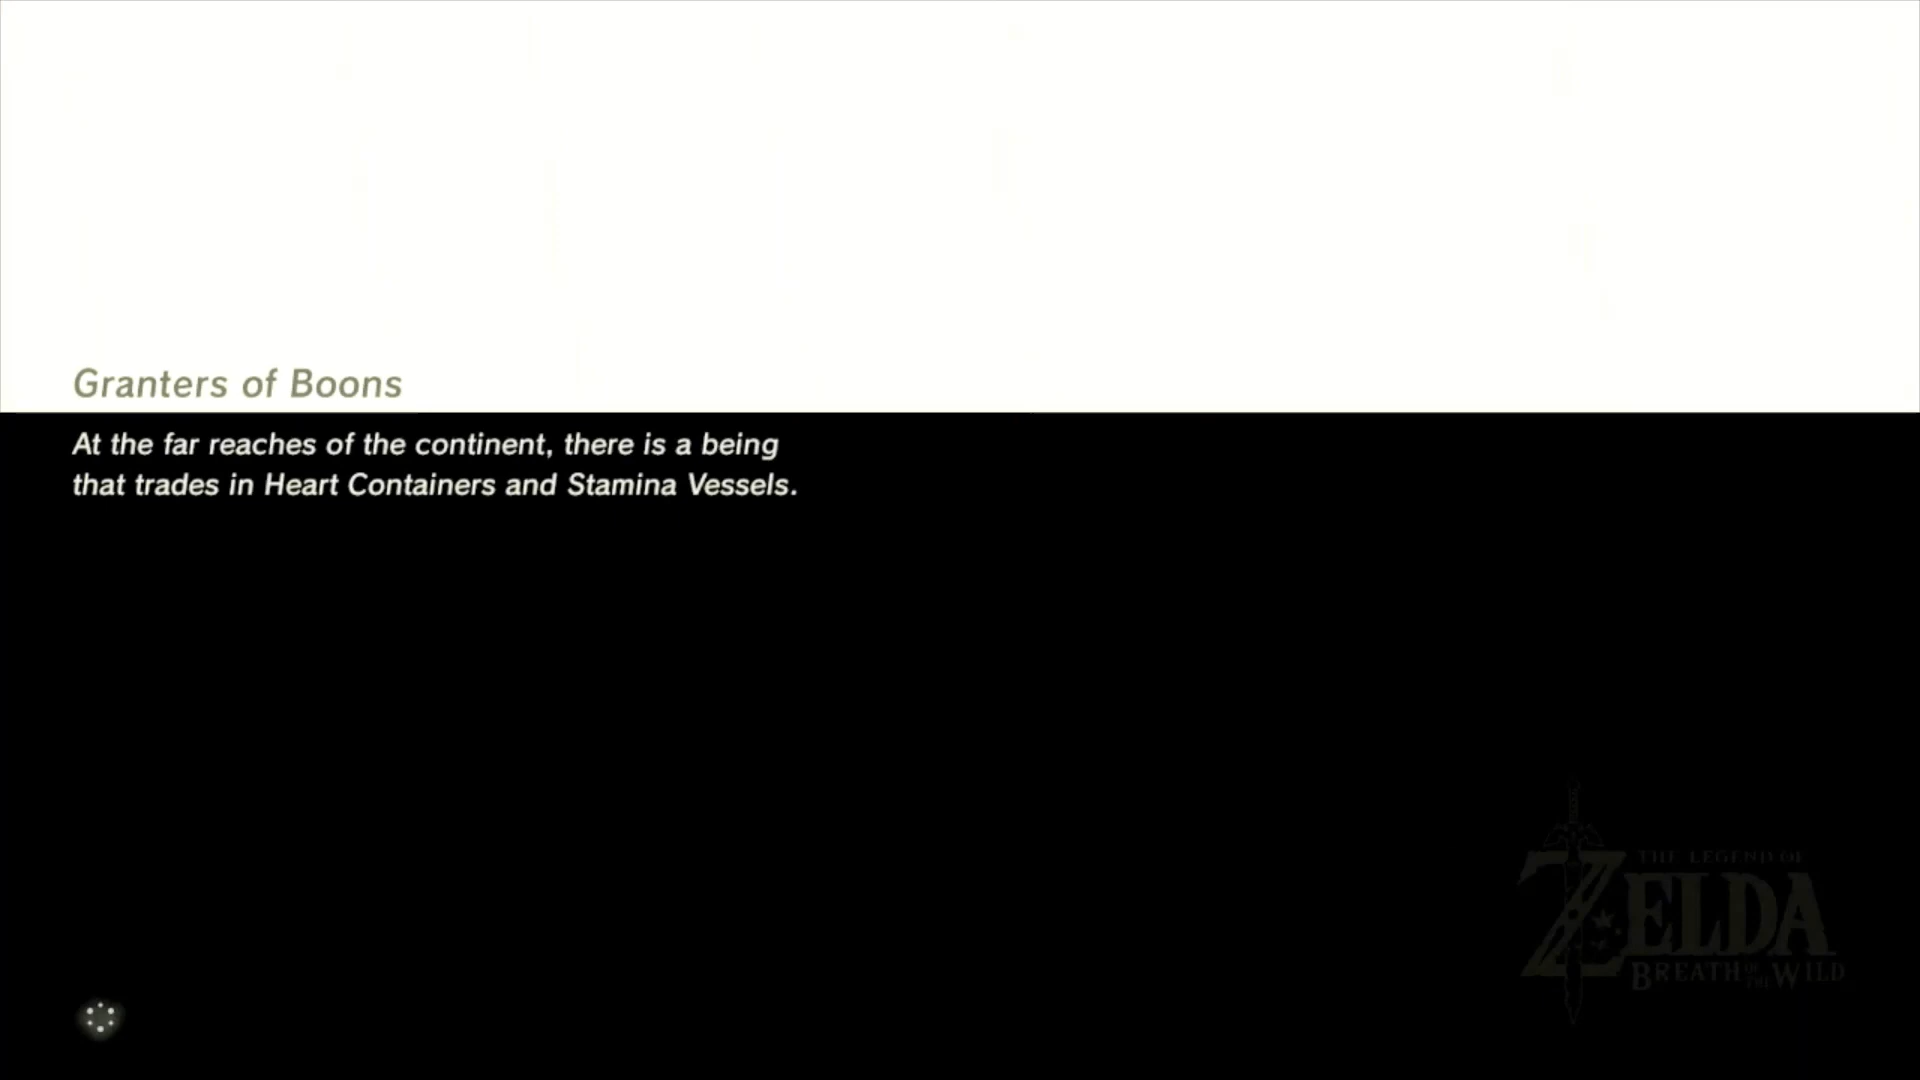 Granters of Boons
At the far reaches of the continent, there is a being
that trades in Heart Containers and Stamina Vessels.
THE LEGEND OF
ZELDA
BREATH OF THE WILD